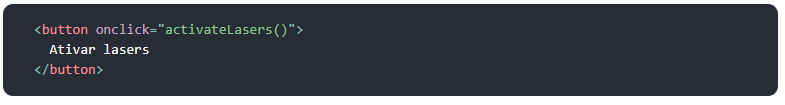 <button onclick="activateLasers()">
Ativar lasers
</button>